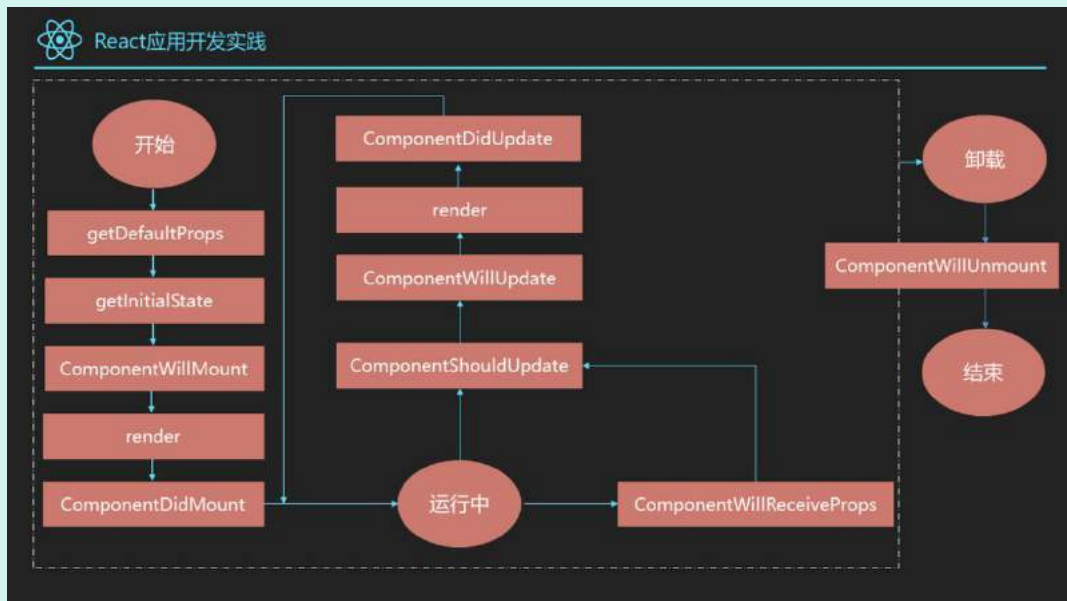 React应用开发实践
开始
getDefaultProps
getInitialState
ComponentWillMount
render
ComponentDidMount
ComponentDidUpdate
render
ComponentWillUpdate
ComponentShouldUpdate
运行中
ComponentWillReceiveProps
卸载
ComponentWillUnmount
结束